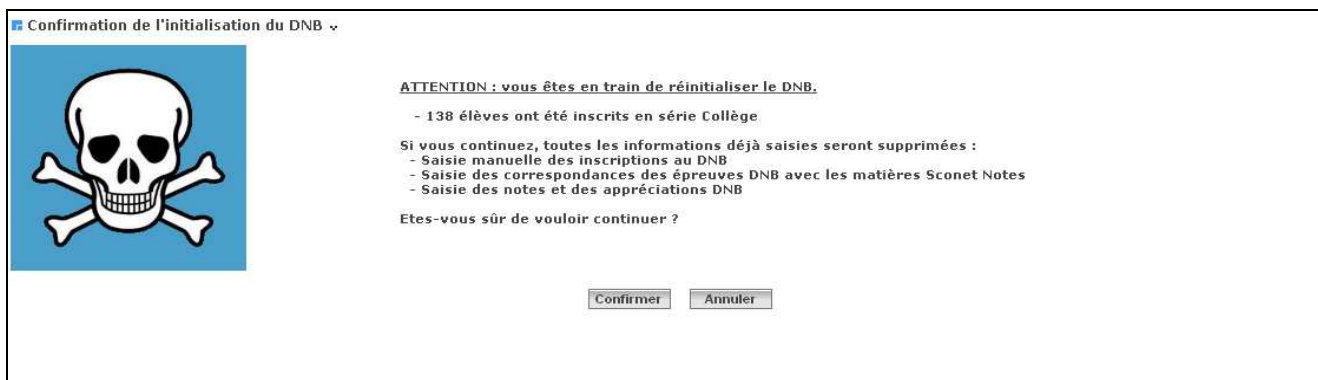 Confirmation de l'initialisation du DNB
ATTENTION : vous êtes en train de réinitialiser le DNB.
- 138 élèves ont été inscrits en série Collège
Si vous continuez, toutes les informations déjà saisies seront supprimées :
- Saisie manuelle des inscriptions au DNB
- Saisie des correspondances des épreuves DNB avec les matières Sconet Notes
- Saisie des notes et des appréciations DNB
Etes-vous sûr de vouloir continuer ?
Confirmer Annuler